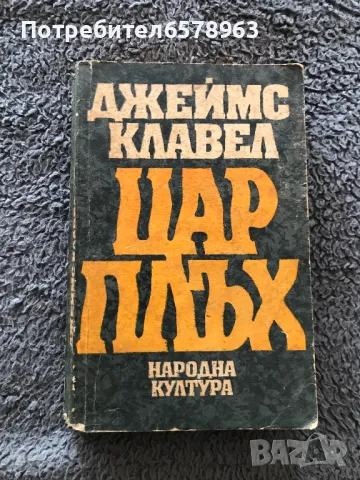 Потребител6578963
ДЖЕЙМС
КЛАВЕЛ
ЦАР
ПЛЪХ
НАРОДНА
КУЛТУРА
BAZAR